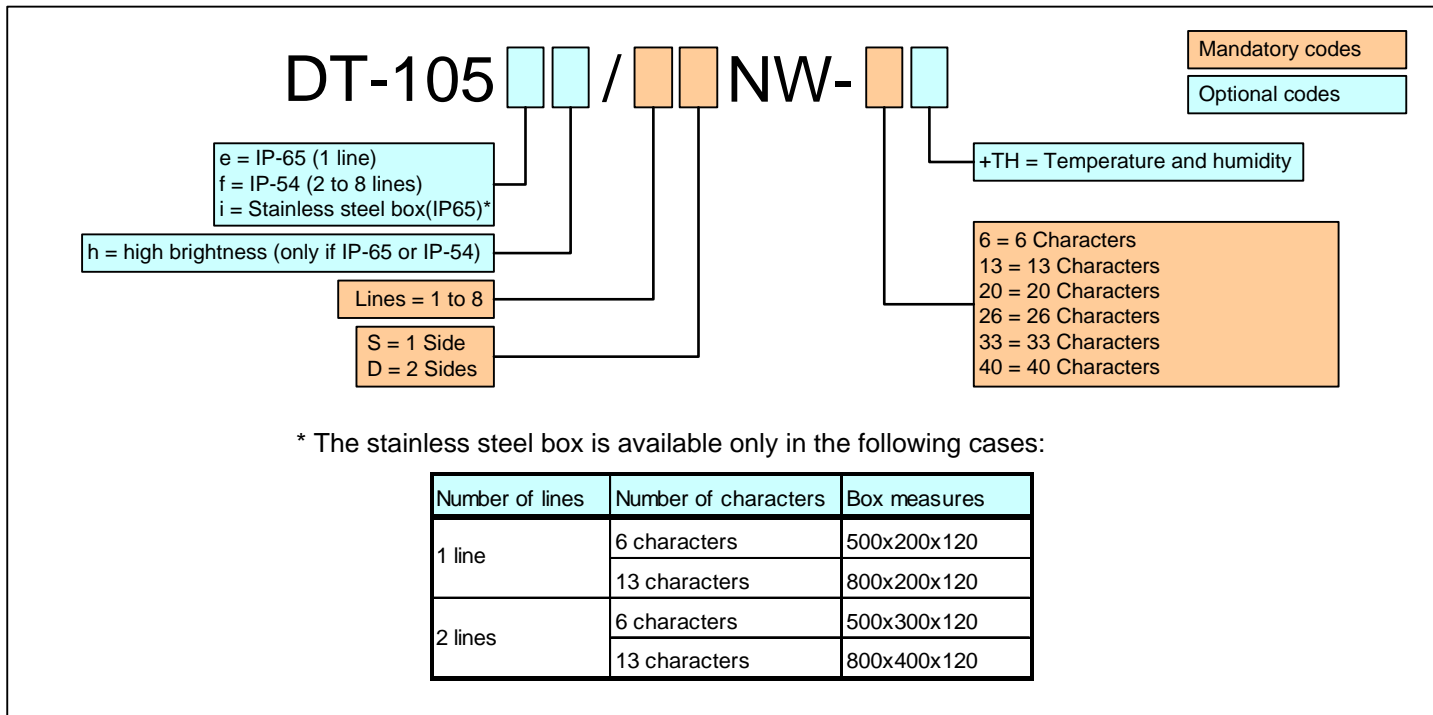 DT-105 / NW-
Mandatory codes
Optional codes
e = IP-65 (1 line)
f = IP-54 (2 to 8 lines)
i = Stainless steel box(IP65)*
+TH = Temperature and humidity
h = high brightness (only if IP-65 or IP-54)
Lines = 1 to 8
S = 1 Side
D = 2 Sides
6 = 6 Characters
13 = 13 Characters
20 = 20 Characters
26 = 26 Characters
33 = 33 Characters
40 = 40 Characters
* The stainless steel box is available only in the following cases:
Number of lines Number of characters Box measures
1 line 6 characters 500x200x120
13 characters 800x200x120
2 lines 6 characters 500x300x120
13 characters 800x400x120